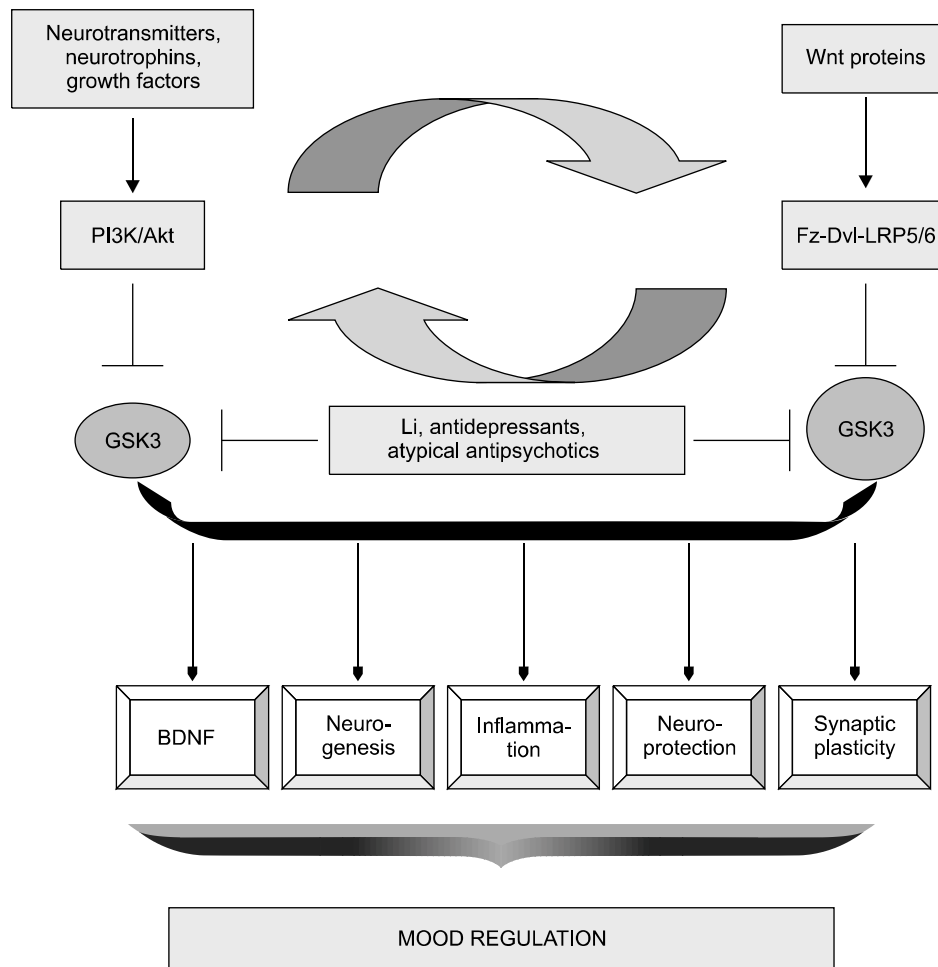 Neurotransmitters,
neurotrophins,
growth factors
Wnt proteins
PI3K/Akt
Fz-Dvl-LRP5/6
GSK3
Li, antidepressants,
atypical antipsychotics
GSK3
BDNF
Neuro-
genesis
Inflamma-
tion
Neuro-
protection
Synaptic
plasticity
MOOD REGULATION